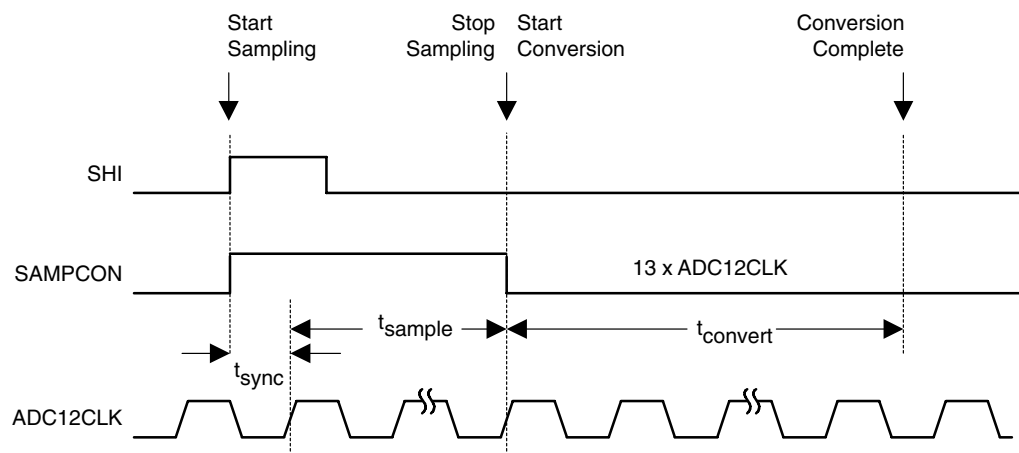 Start
Sampling
Stop
Sampling
Start
Conversion
Conversion
Complete
SHI
SAMPCON
13 x ADC12CLK
tsample
tconvert
tsync
ADC12CLK